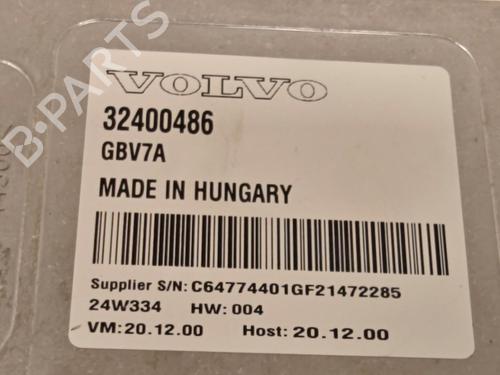 VOLVO
32400486
GBV7A
MADE IN HUNGARY
Supplier S/N: C64774401GF21472285
24W334 HW: 004
VM: 20.12.00 Host: 20.12.00
B-PARTS